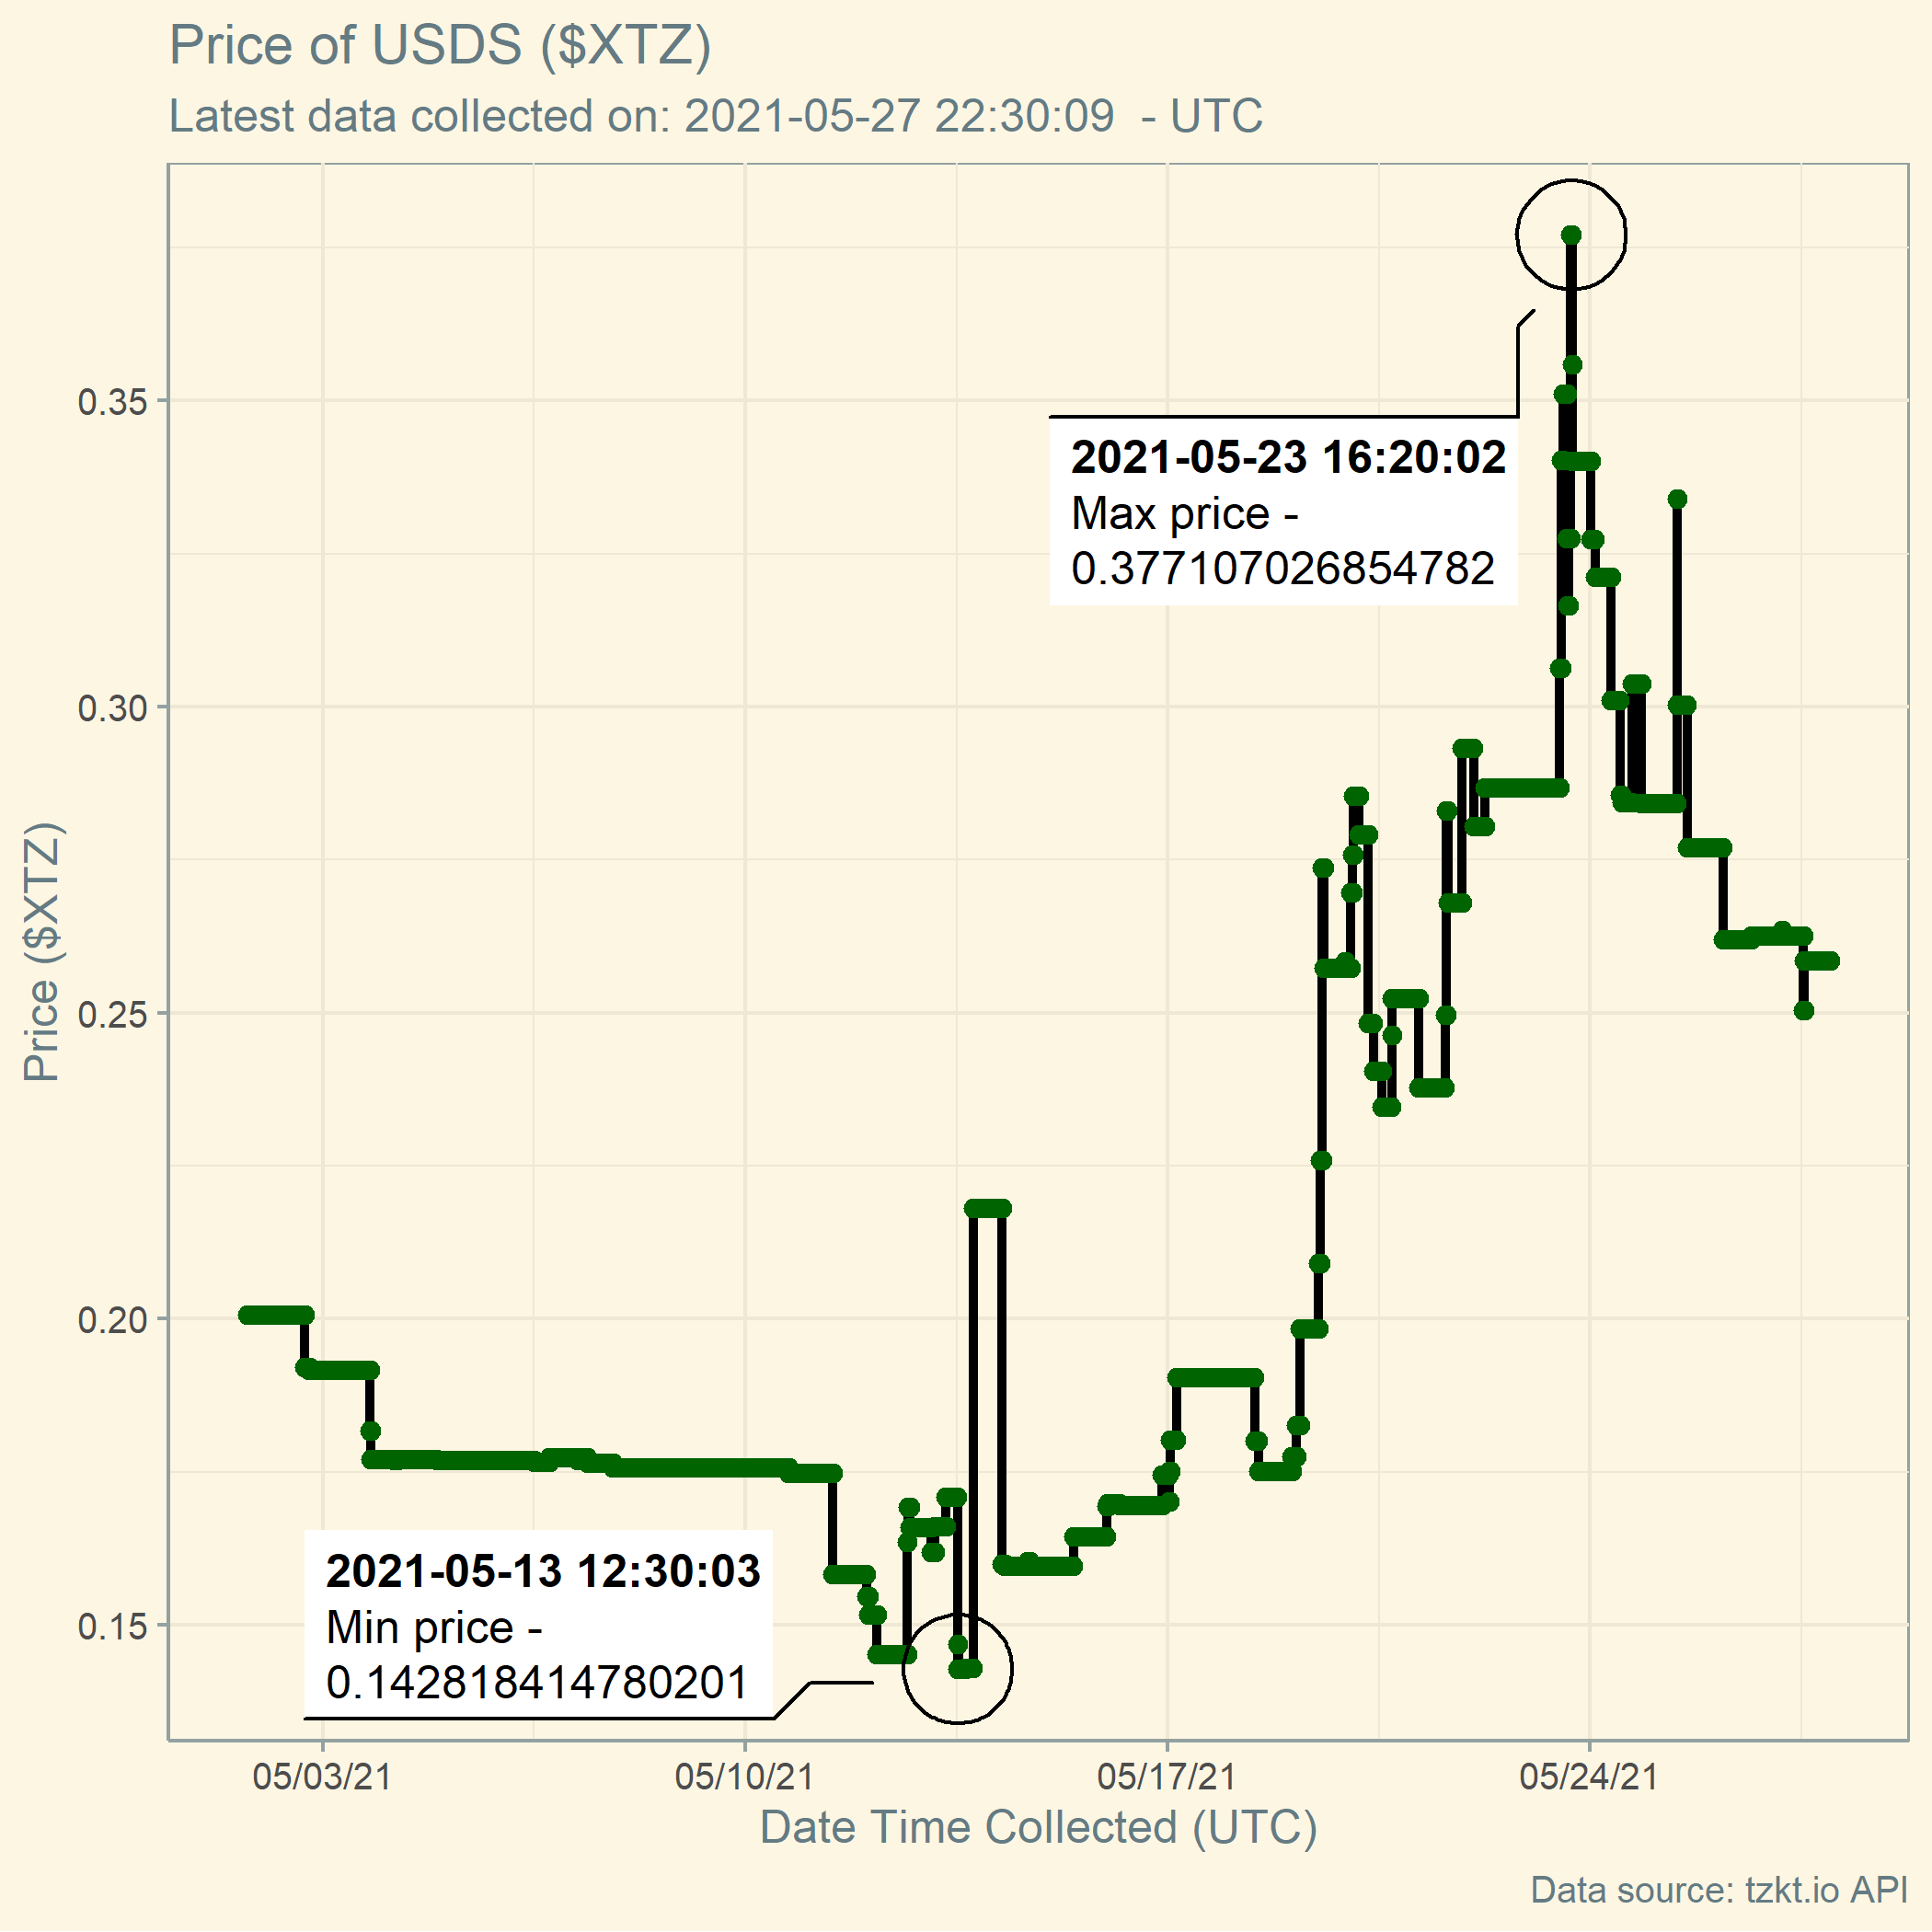 Price of USDS ($XTZ)
Latest data collected on: 2021-05-27 22:30:09  - UTC
2021-05-23 16:20:02
Max price -
0.377107026854782
0.35
0.30
0.25
0.20
0.15
Price ($XTZ)
2021-05-13 12:30:03
Min price -
0.142818414780201
05/03/21
05/10/21
05/17/21
05/24/21
Date Time Collected (UTC)
Data source: tzkt.io API